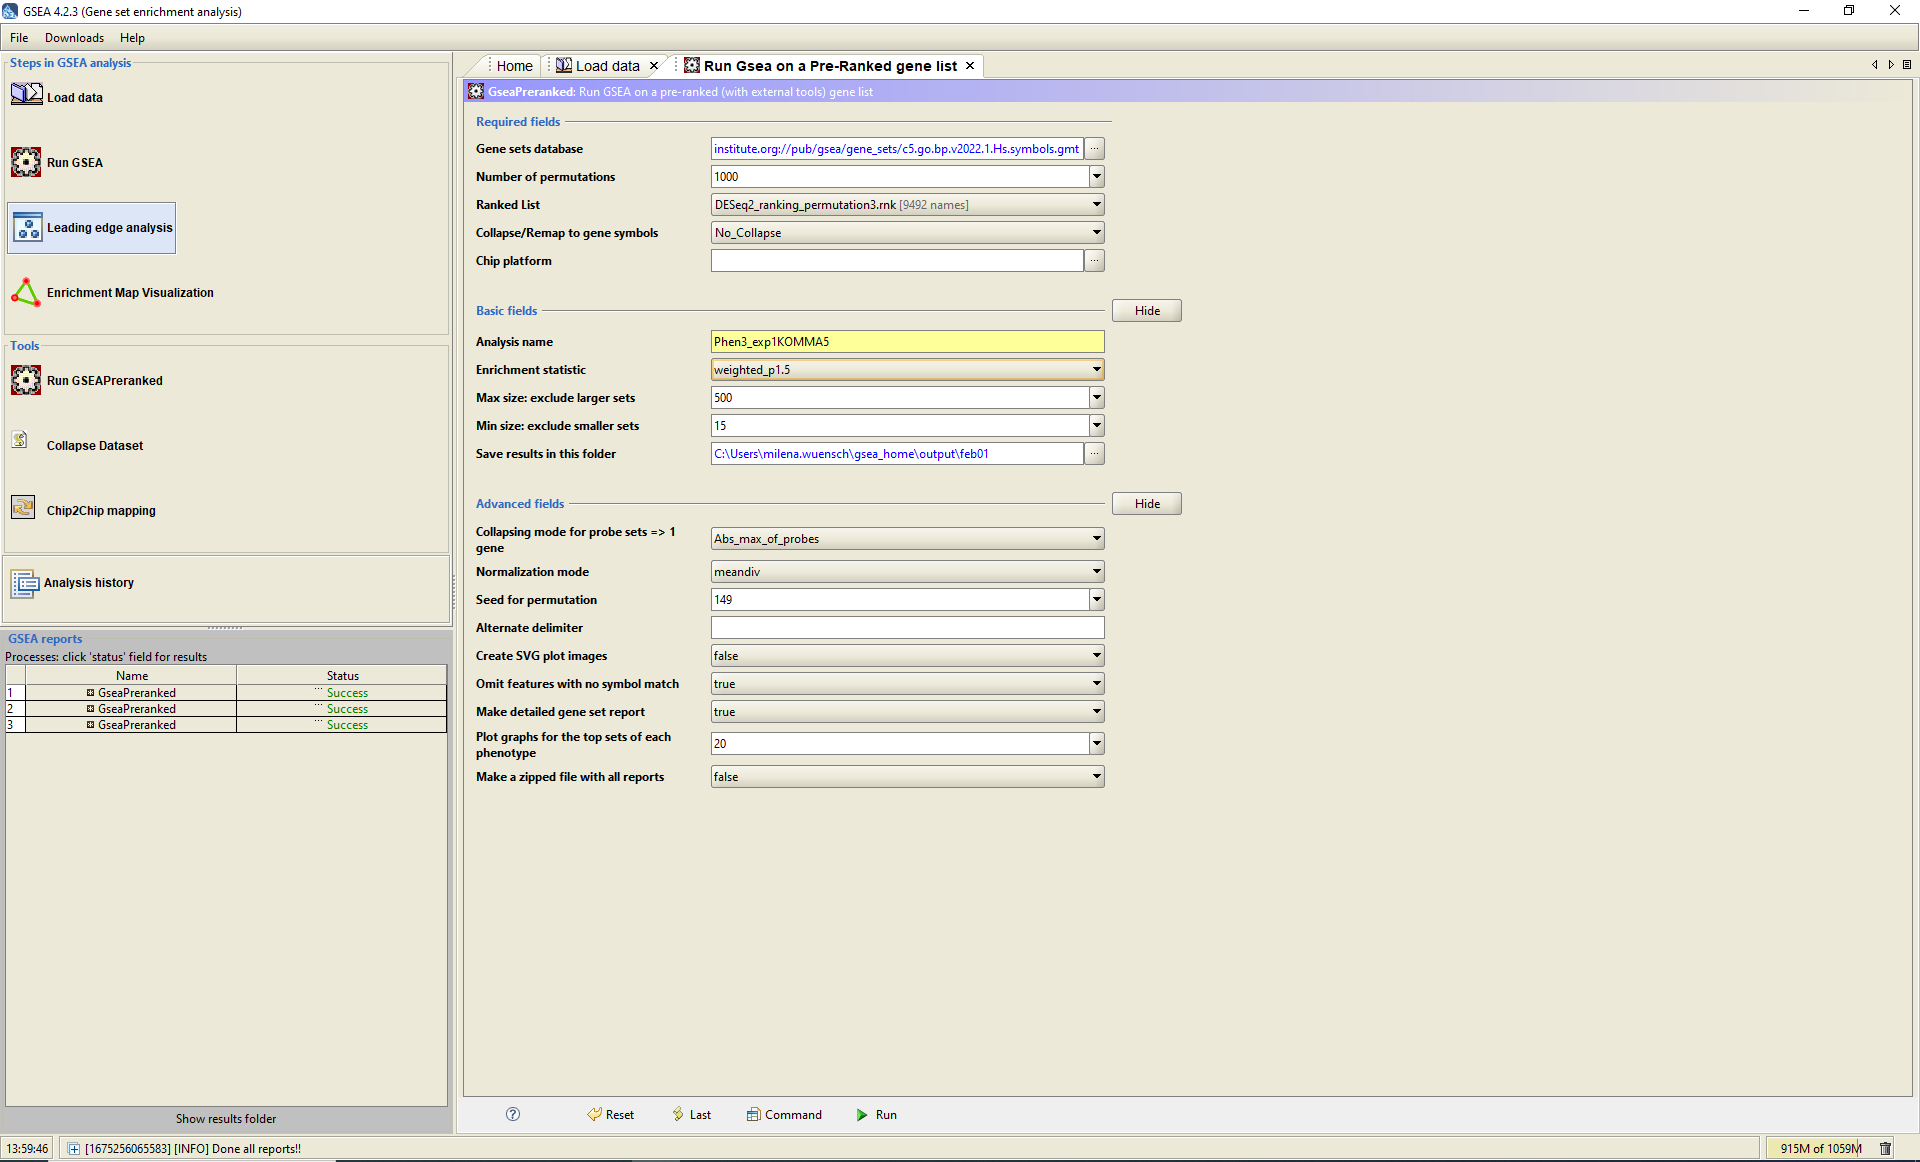 GSEA 4.2.3 (Gene set enrichment analysis)
File Downloads Help
Steps in GSEA analysis
Load data
Run GSEA
Leading edge analysis
Enrichment Map Visualization
Tools
Run GSEAPreranked
Collapse Dataset
Chip2Chip mapping
Analysis history
GSEA reports
Processes: click 'status' field for results
Name Status
1 GseaPreranked ... Success
2 GseaPreranked ... Success
3 GseaPreranked ... Success
Show results folder
Home Load data Run Gsea on a Pre-Ranked gene list
GseaPreranked: Run GSEA on a pre-ranked (with external tools) gene list
Required fields
Gene sets database institute.org://pub/gsea/gene_sets/c5.go.bp.v2022.1.Hs.symbols.gmt ...
Number of permutations 1000
Ranked List DESeq2_ranking_permutation3.rnk [9492 names]
Collapse/Remap to gene symbols No_Collapse
Chip platform ...
Basic fields Hide
Analysis name Phen3_exp1KOMMA5
Enrichment statistic weighted_p1.5
Max size: exclude larger sets 500
Min size: exclude smaller sets 15
Save results in this folder C:\Users\milena.wuensch\gsea_home\output\feb01 ...
Advanced fields Hide
Collapsing mode for probe sets => 1
gene Abs_max_of_probes
Normalization mode meandiv
Seed for permutation 149
Alternate delimiter
Create SVG plot images false
Omit features with no symbol match true
Make detailed gene set report true
Plot graphs for the top sets of each
phenotype 20
Make a zipped file with all reports false
? Reset Last Command Run
13:59:46 [1675256065583] [INFO] Done all reports!! 915M of 1059M